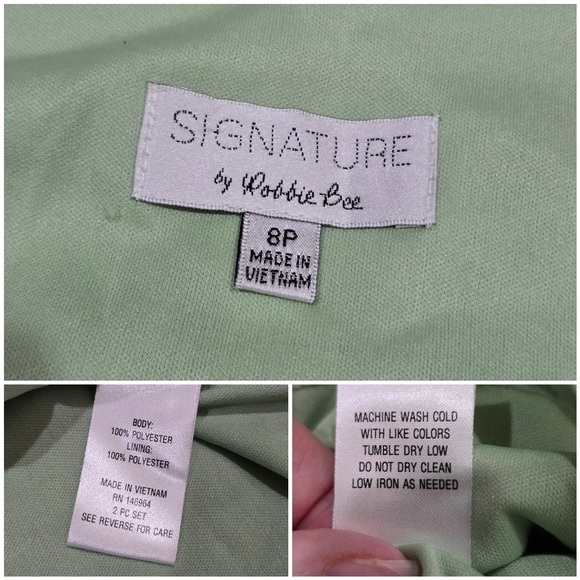 SIGNATURE
by Robbie Bee
8P
MADE IN
VIETNAM
BODY:
100% POLYESTER
LINING:
100% POLYESTER
MADE IN VIETNAM
RN 146964
2 PC SET
SEE REVERSE FOR CARE
MACHINE WASH COLD
WITH LIKE COLORS
TUMBLE DRY LOW
DO NOT DRY CLEAN
LOW IRON AS NEEDED